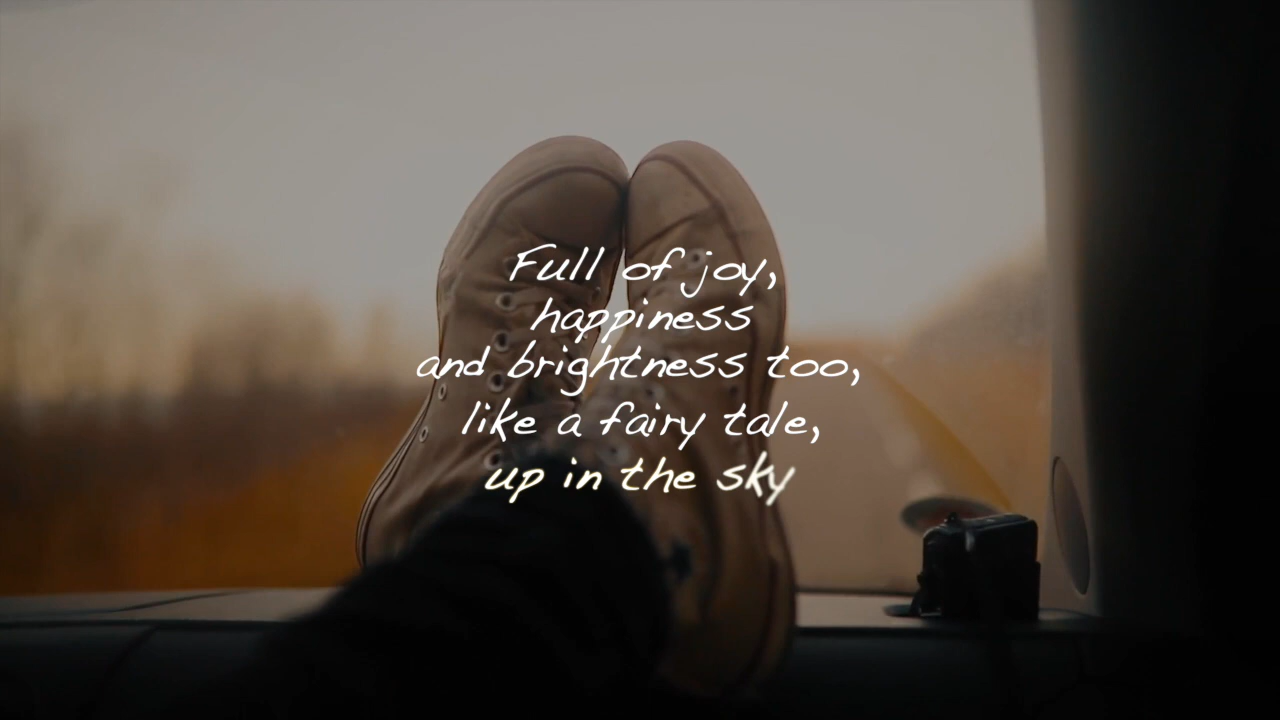 Full of joy,
happiness
and brightness too,
like a fairy tale,
up in the sky